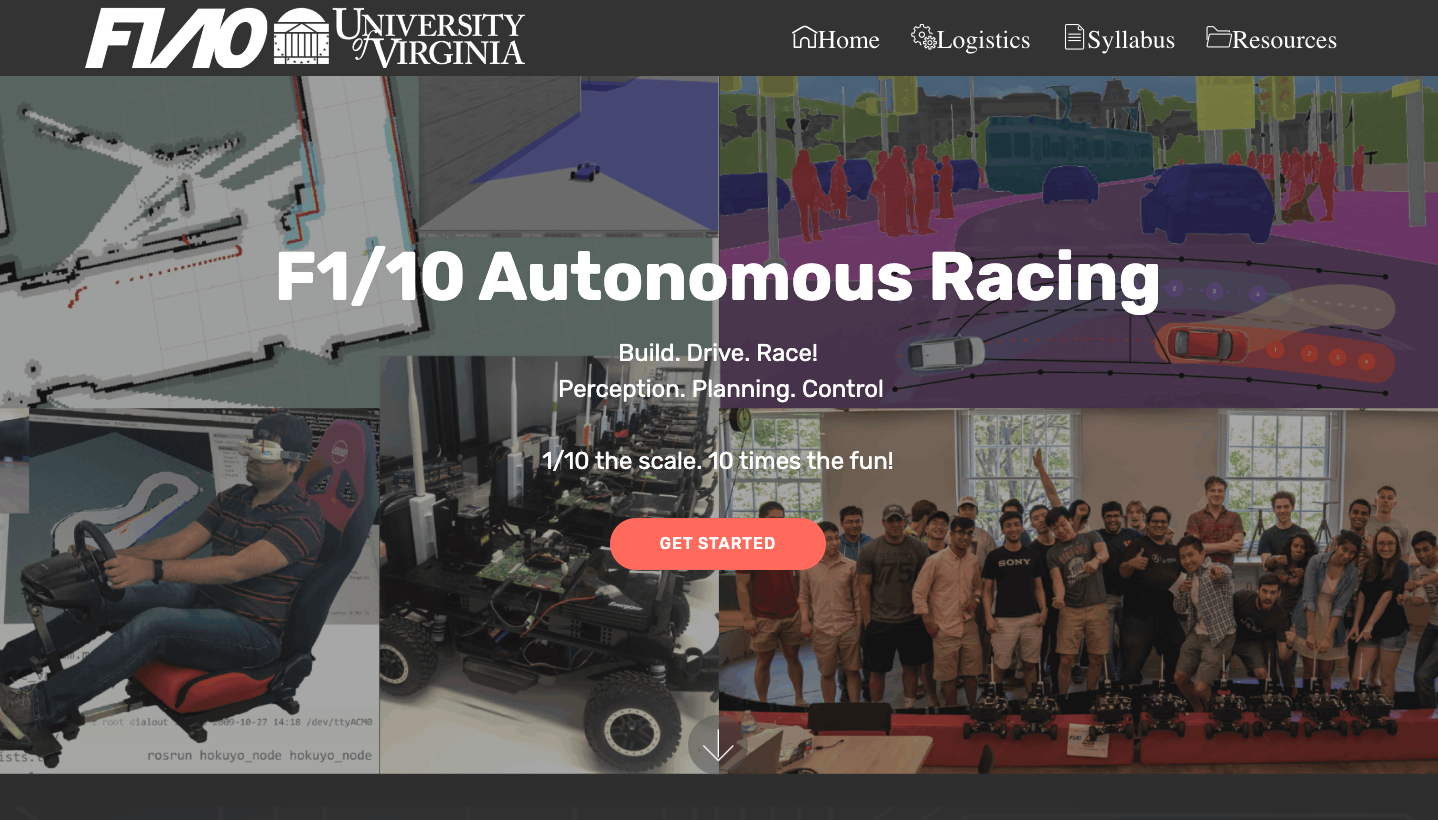 F1/10 UNIVERSITY of VIRGINIA
Home Logistics Syllabus Resources
F1/10 Autonomous Racing
Build. Drive. Race!
Perception. Planning. Control
1/10 the scale. 10 times the fun!
GET STARTED
SONY
2009-10-27 14:18 /dev/ttyACM0
rosrun hokuyo_node hokuyo_node